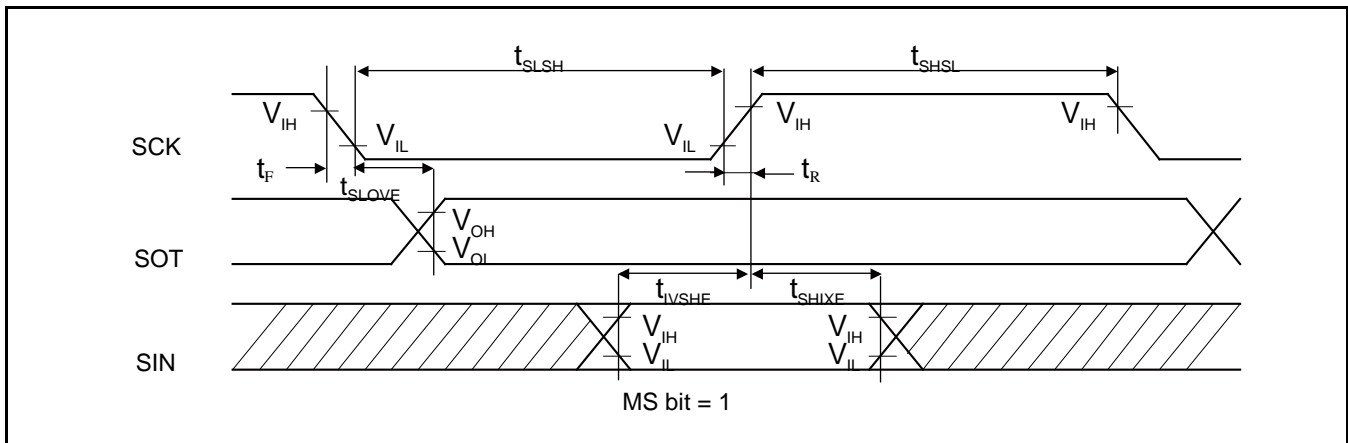 tSLSH
tSHSL
VIH
VIL
VIL
VIH
VIH
SCK
tF
tSLOVE
tR
VOH
VOL
SOT
tIVSHE
tSHIXE
VIH
VIH
VIL
VIL
SIN
MS bit = 1